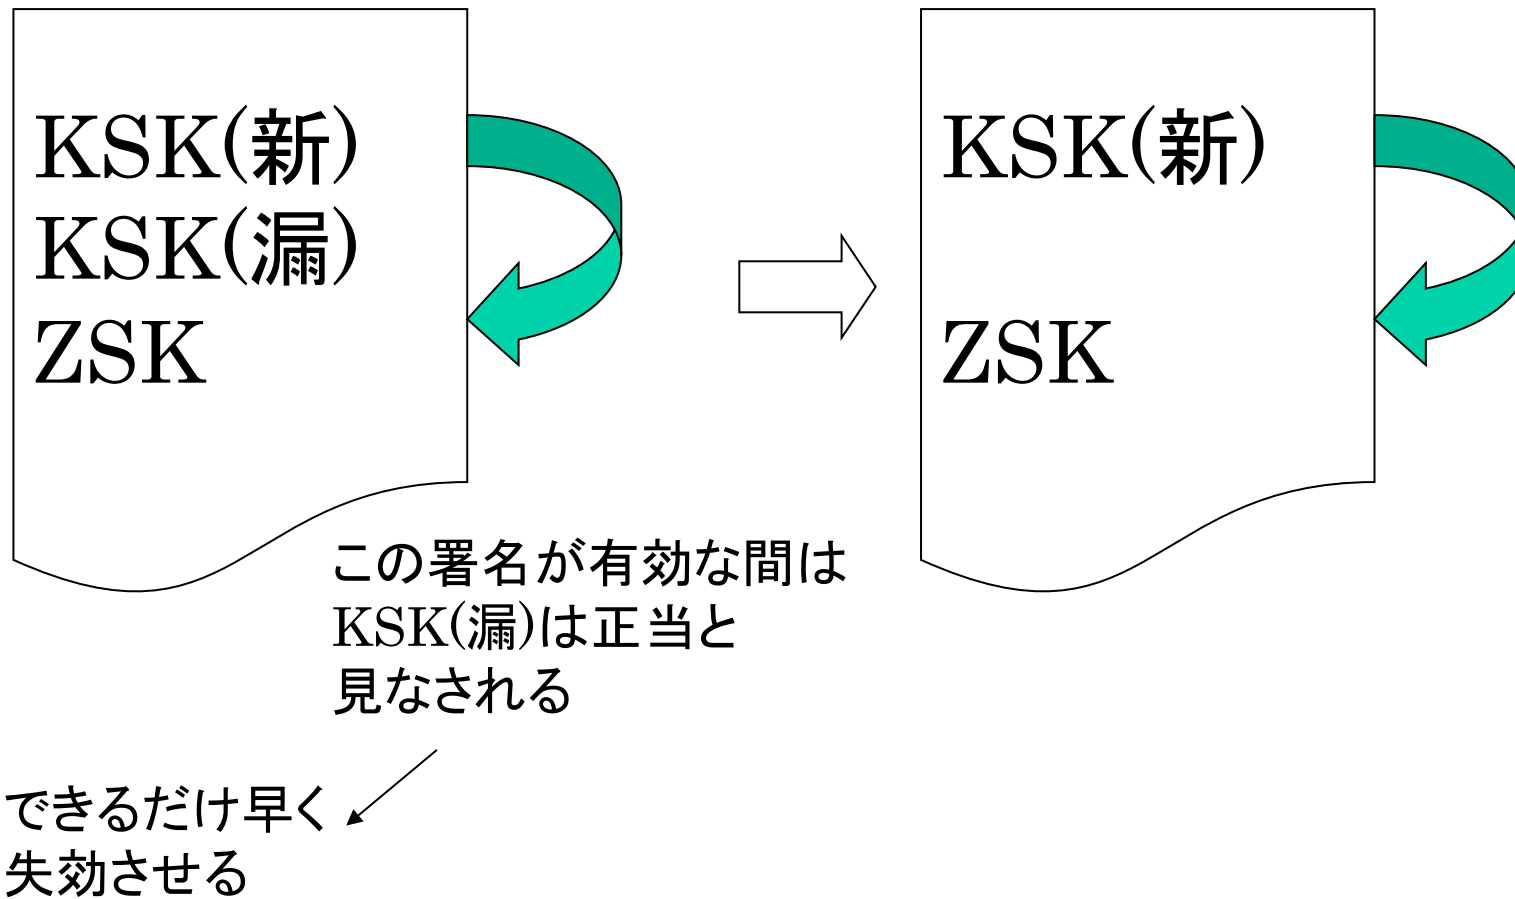 KSK(新)
KSK(漏)
ZSK
KSK(新)
ZSK
この署名が有効な間は
KSK(漏)は正当と
見なされる
できるだけ早く
失効させる